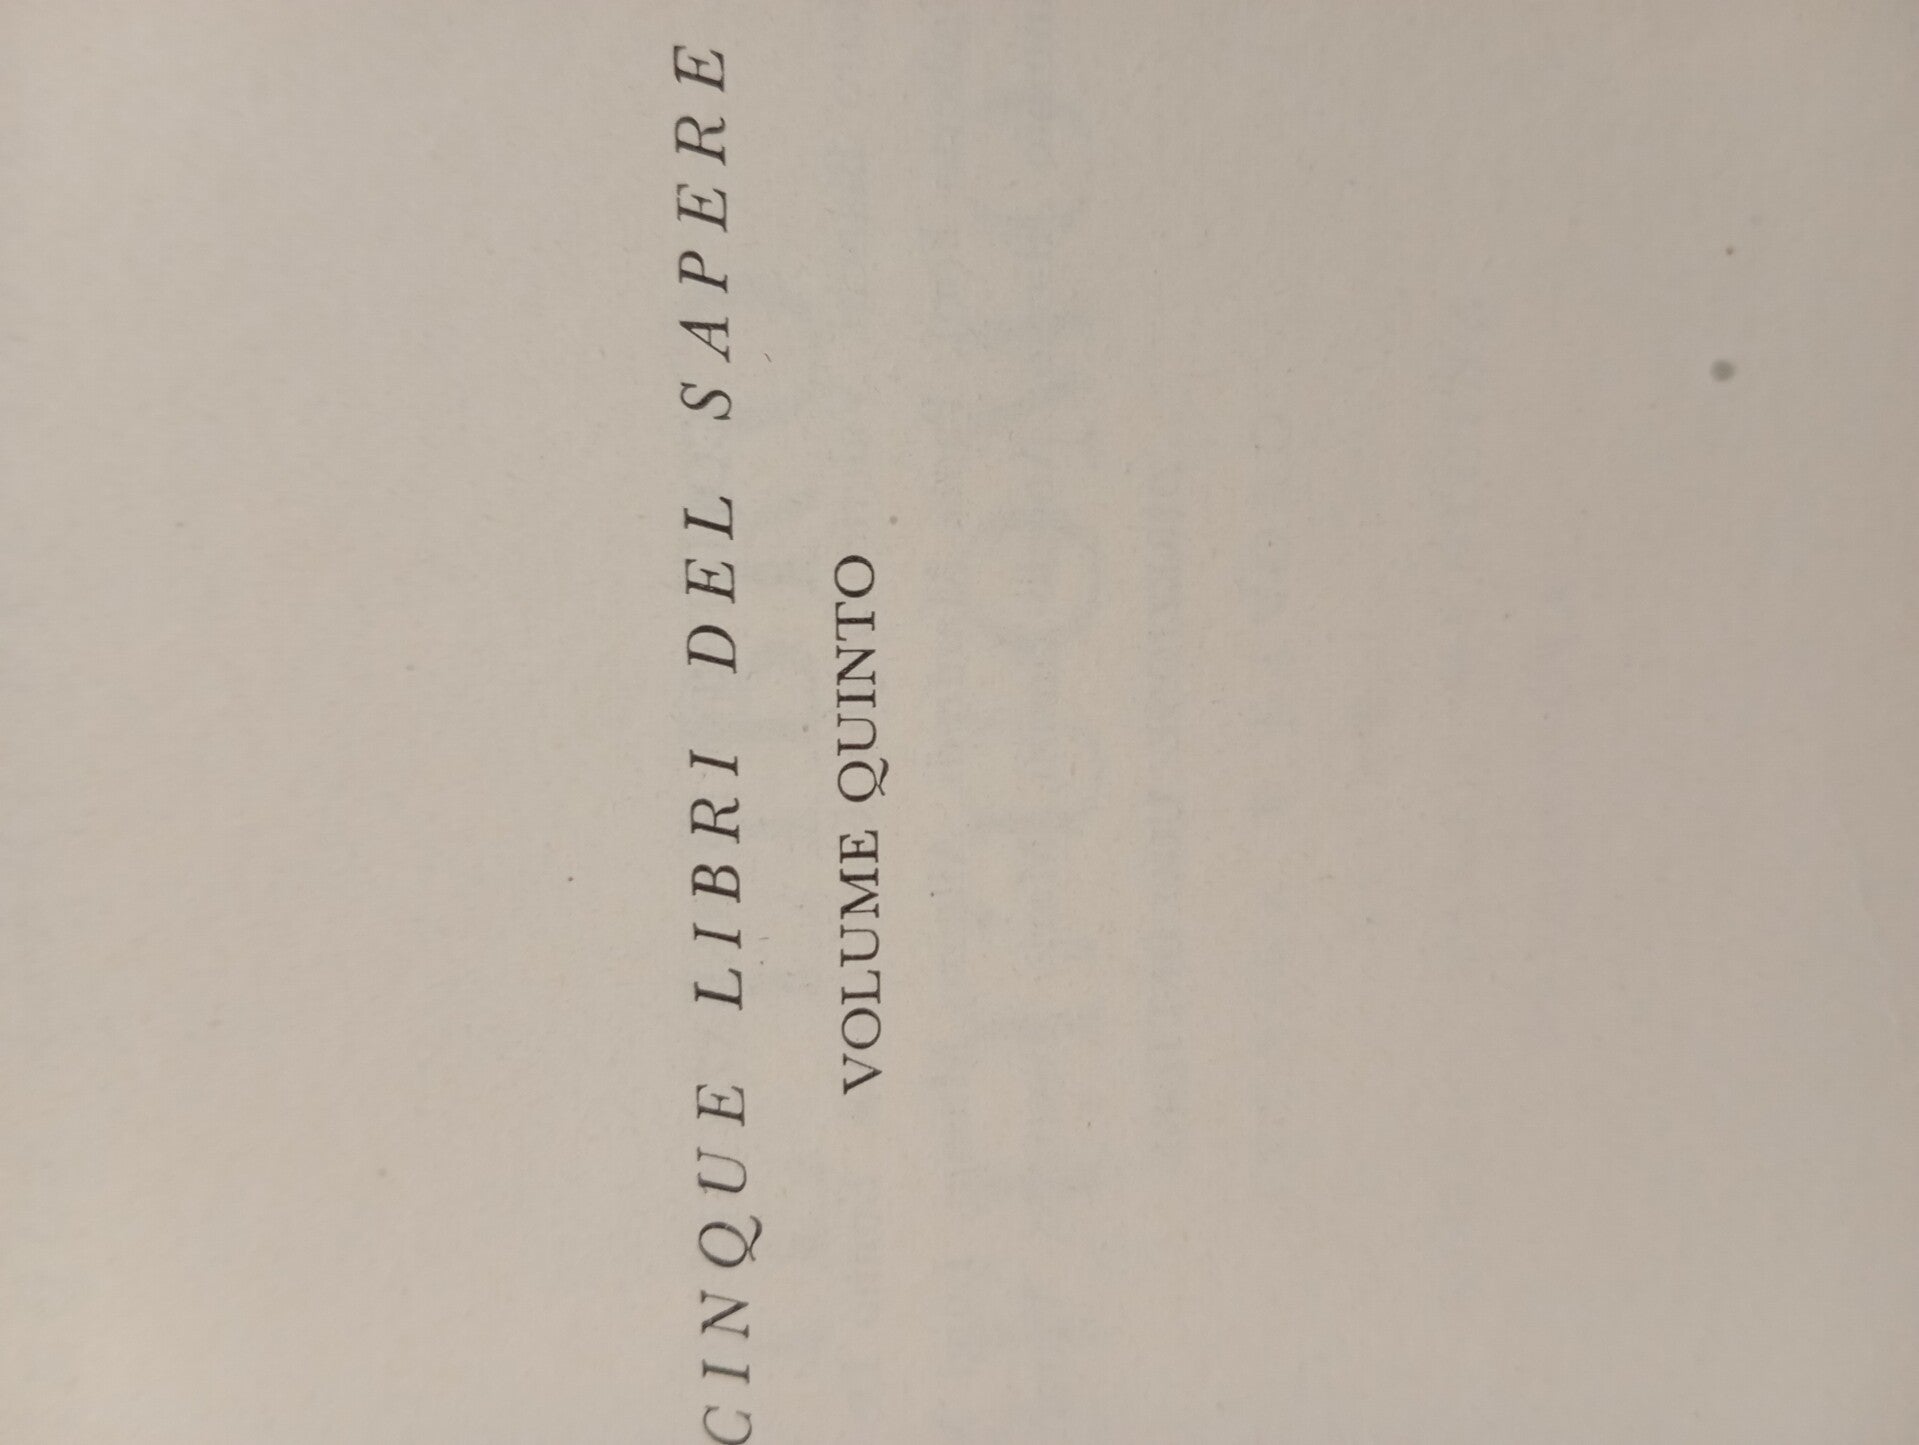 CINQUE LIBRI DEL SAPERE
VOLUME QUINTO